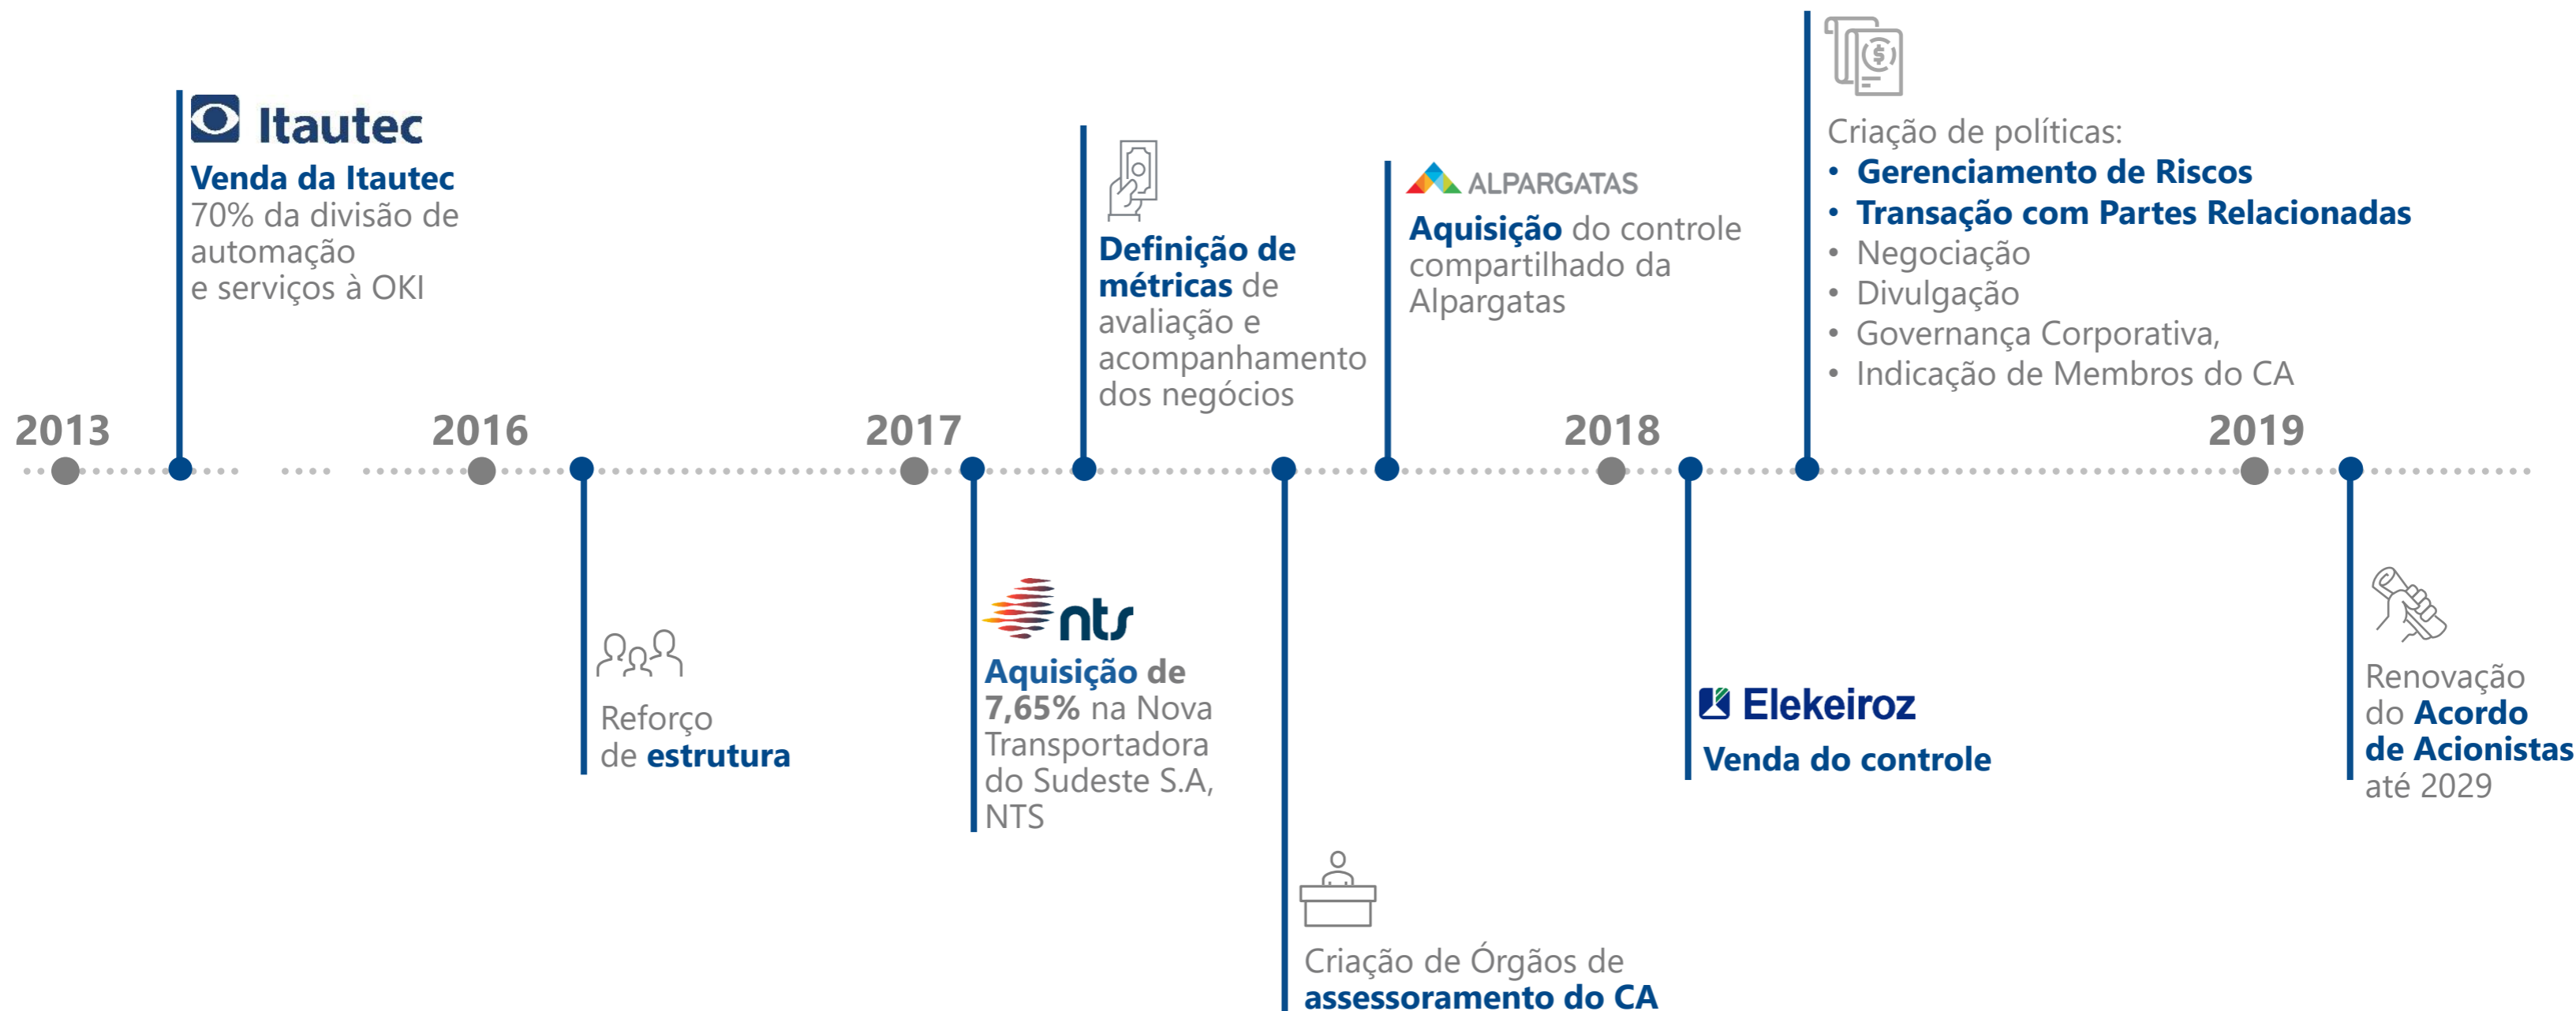 Itautec
Venda da Itautec
70% da divisão de
automação
e serviços à OKI
Definição de
métricas de
avaliação e
acompanhamento
dos negócios
ALPARGATAS
Aquisição do controle
compartilhado da
Alpargatas
$
Criação de políticas:
• Gerenciamento de Riscos
• Transação com Partes Relacionadas
• Negociação
• Divulgação
• Governança Corporativa,
• Indicação de Membros do CA
2013
2016
2017
2018
2019
Reforço
de estrutura
nts
Aquisição de
7,65% na Nova
Transportadora
do Sudeste S.A,
NTS
Criação de Órgãos de
assessoramento do CA
Elekeiroz
Venda do controle
Renovação
do Acordo
de Acionistas
até 2029